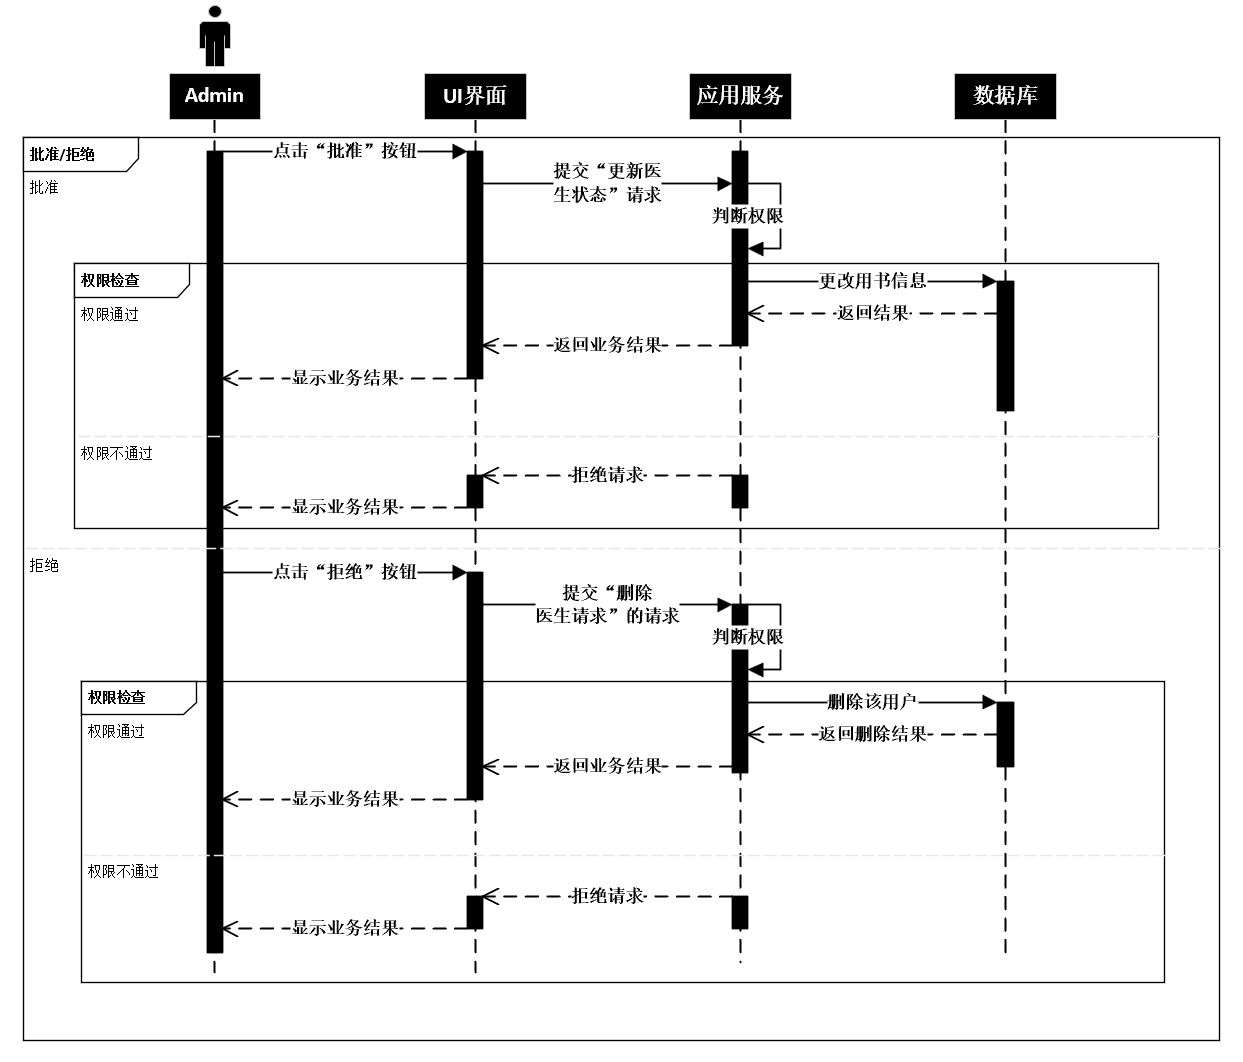 Admin
UI界面
应用服务
数据库
批准/拒绝
批准
点击“批准”按钮
提交“更新医
生状态”请求
判断权限
权限检查
权限通过
更改用书信息
返回结果
返回业务结果
显示业务结果
权限不通过
拒绝请求
显示业务结果
拒绝
点击“拒绝”按钮
提交“删除
医生请求”的请求
判断权限
权限检查
权限通过
删除该用户
返回删除结果
返回业务结果
显示业务结果
权限不通过
拒绝请求
显示业务结果